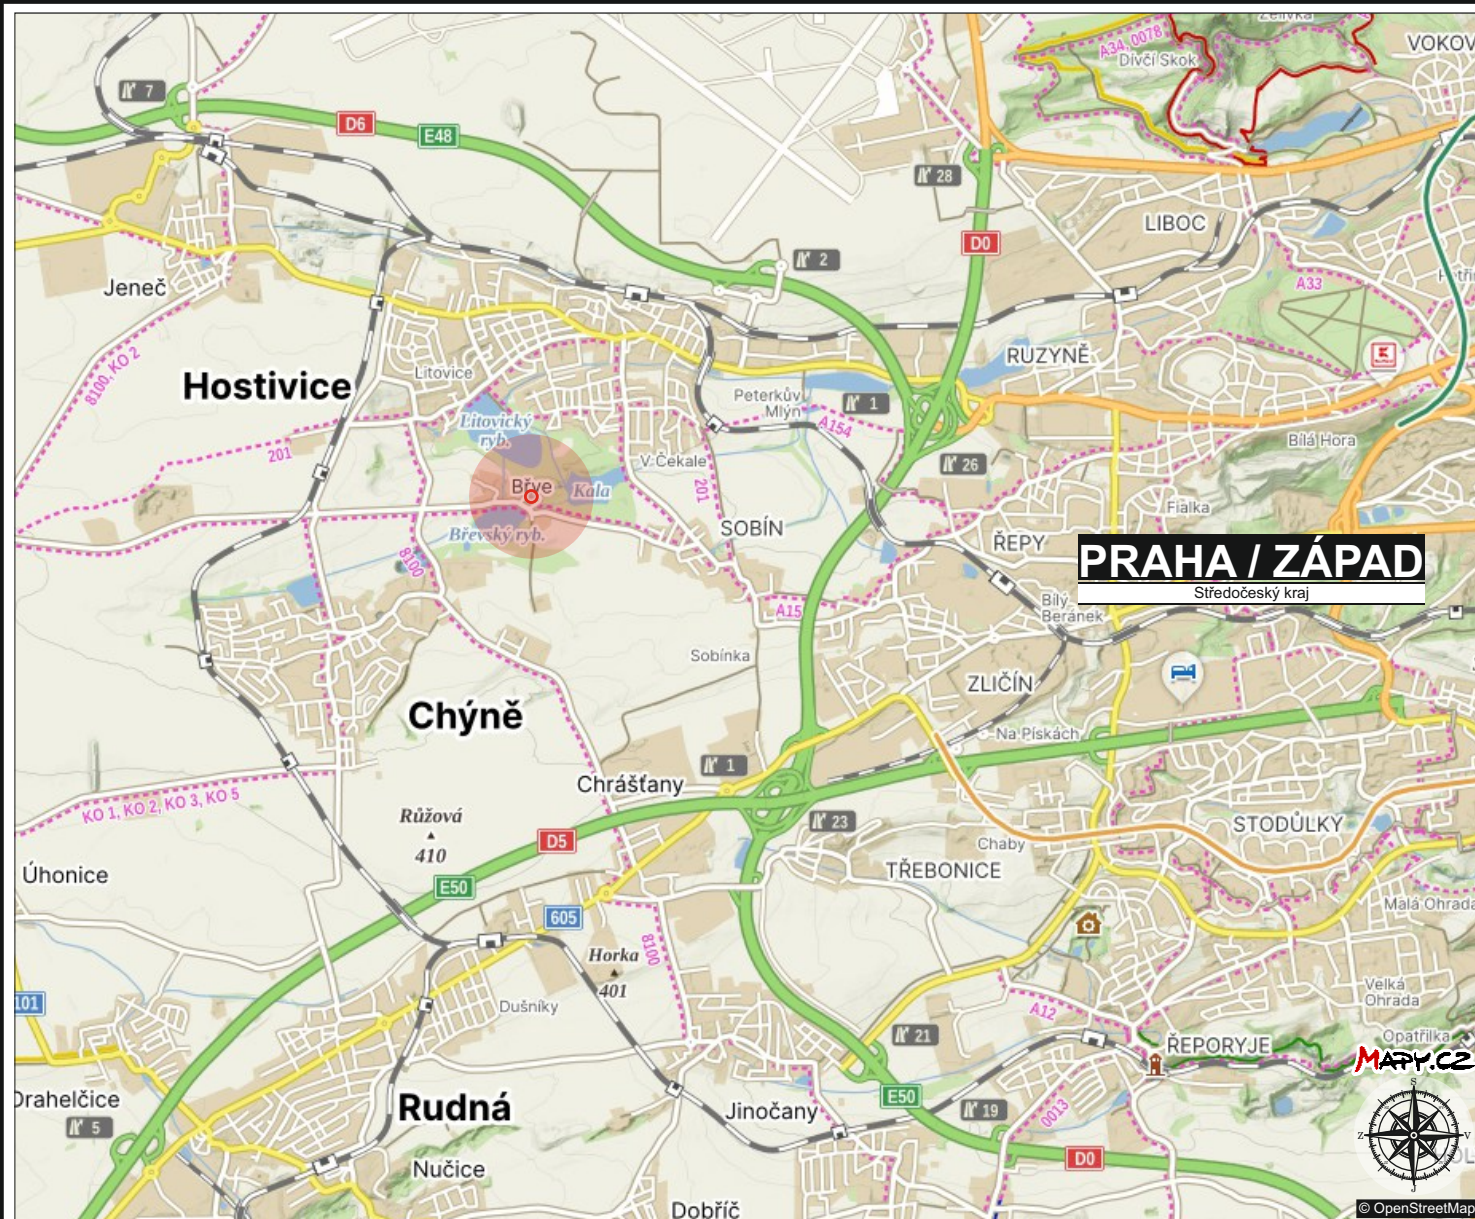 Želivka
VOKOV
A34, 0078
Dívčí Skok
7
D6
E48
28
LIBOC
D0
2
A33
Jeneč
8100, KO 2
RUZYNĚ
Hostivice
Litovice
Peterkův
Mlýn
1
A154
Litovický
ryb.
Bílá Hora
201
V Čekale
26
Břve
Kala
201
Fialka
SOBÍN
Břevský ryb.
ŘEPY
8100
PRAHA / ZÁPAD
Středočeský kraj
A15
Bílý
Beránek
Sobínka
ZLIČÍN
Chýně
Na Pískách
1
Chrášťany
KO 1, KO 2, KO 3, KO 5
Růžová
410
D5
23
STODŮLKY
Chaby
Úhonice
TŘEBONICE
E50
Malá Ohrada
605
8100
Horka
401
Velká
Ohrada
101
Dušníky
A12
21
ŘEPORYJE
Opatřilka
MAPY.CZ
Drahelčice
Rudná
E50
Jinočany
19
0013
5
S
Z
V
J
D0
Nučice
Dobříč
© OpenStreetMap